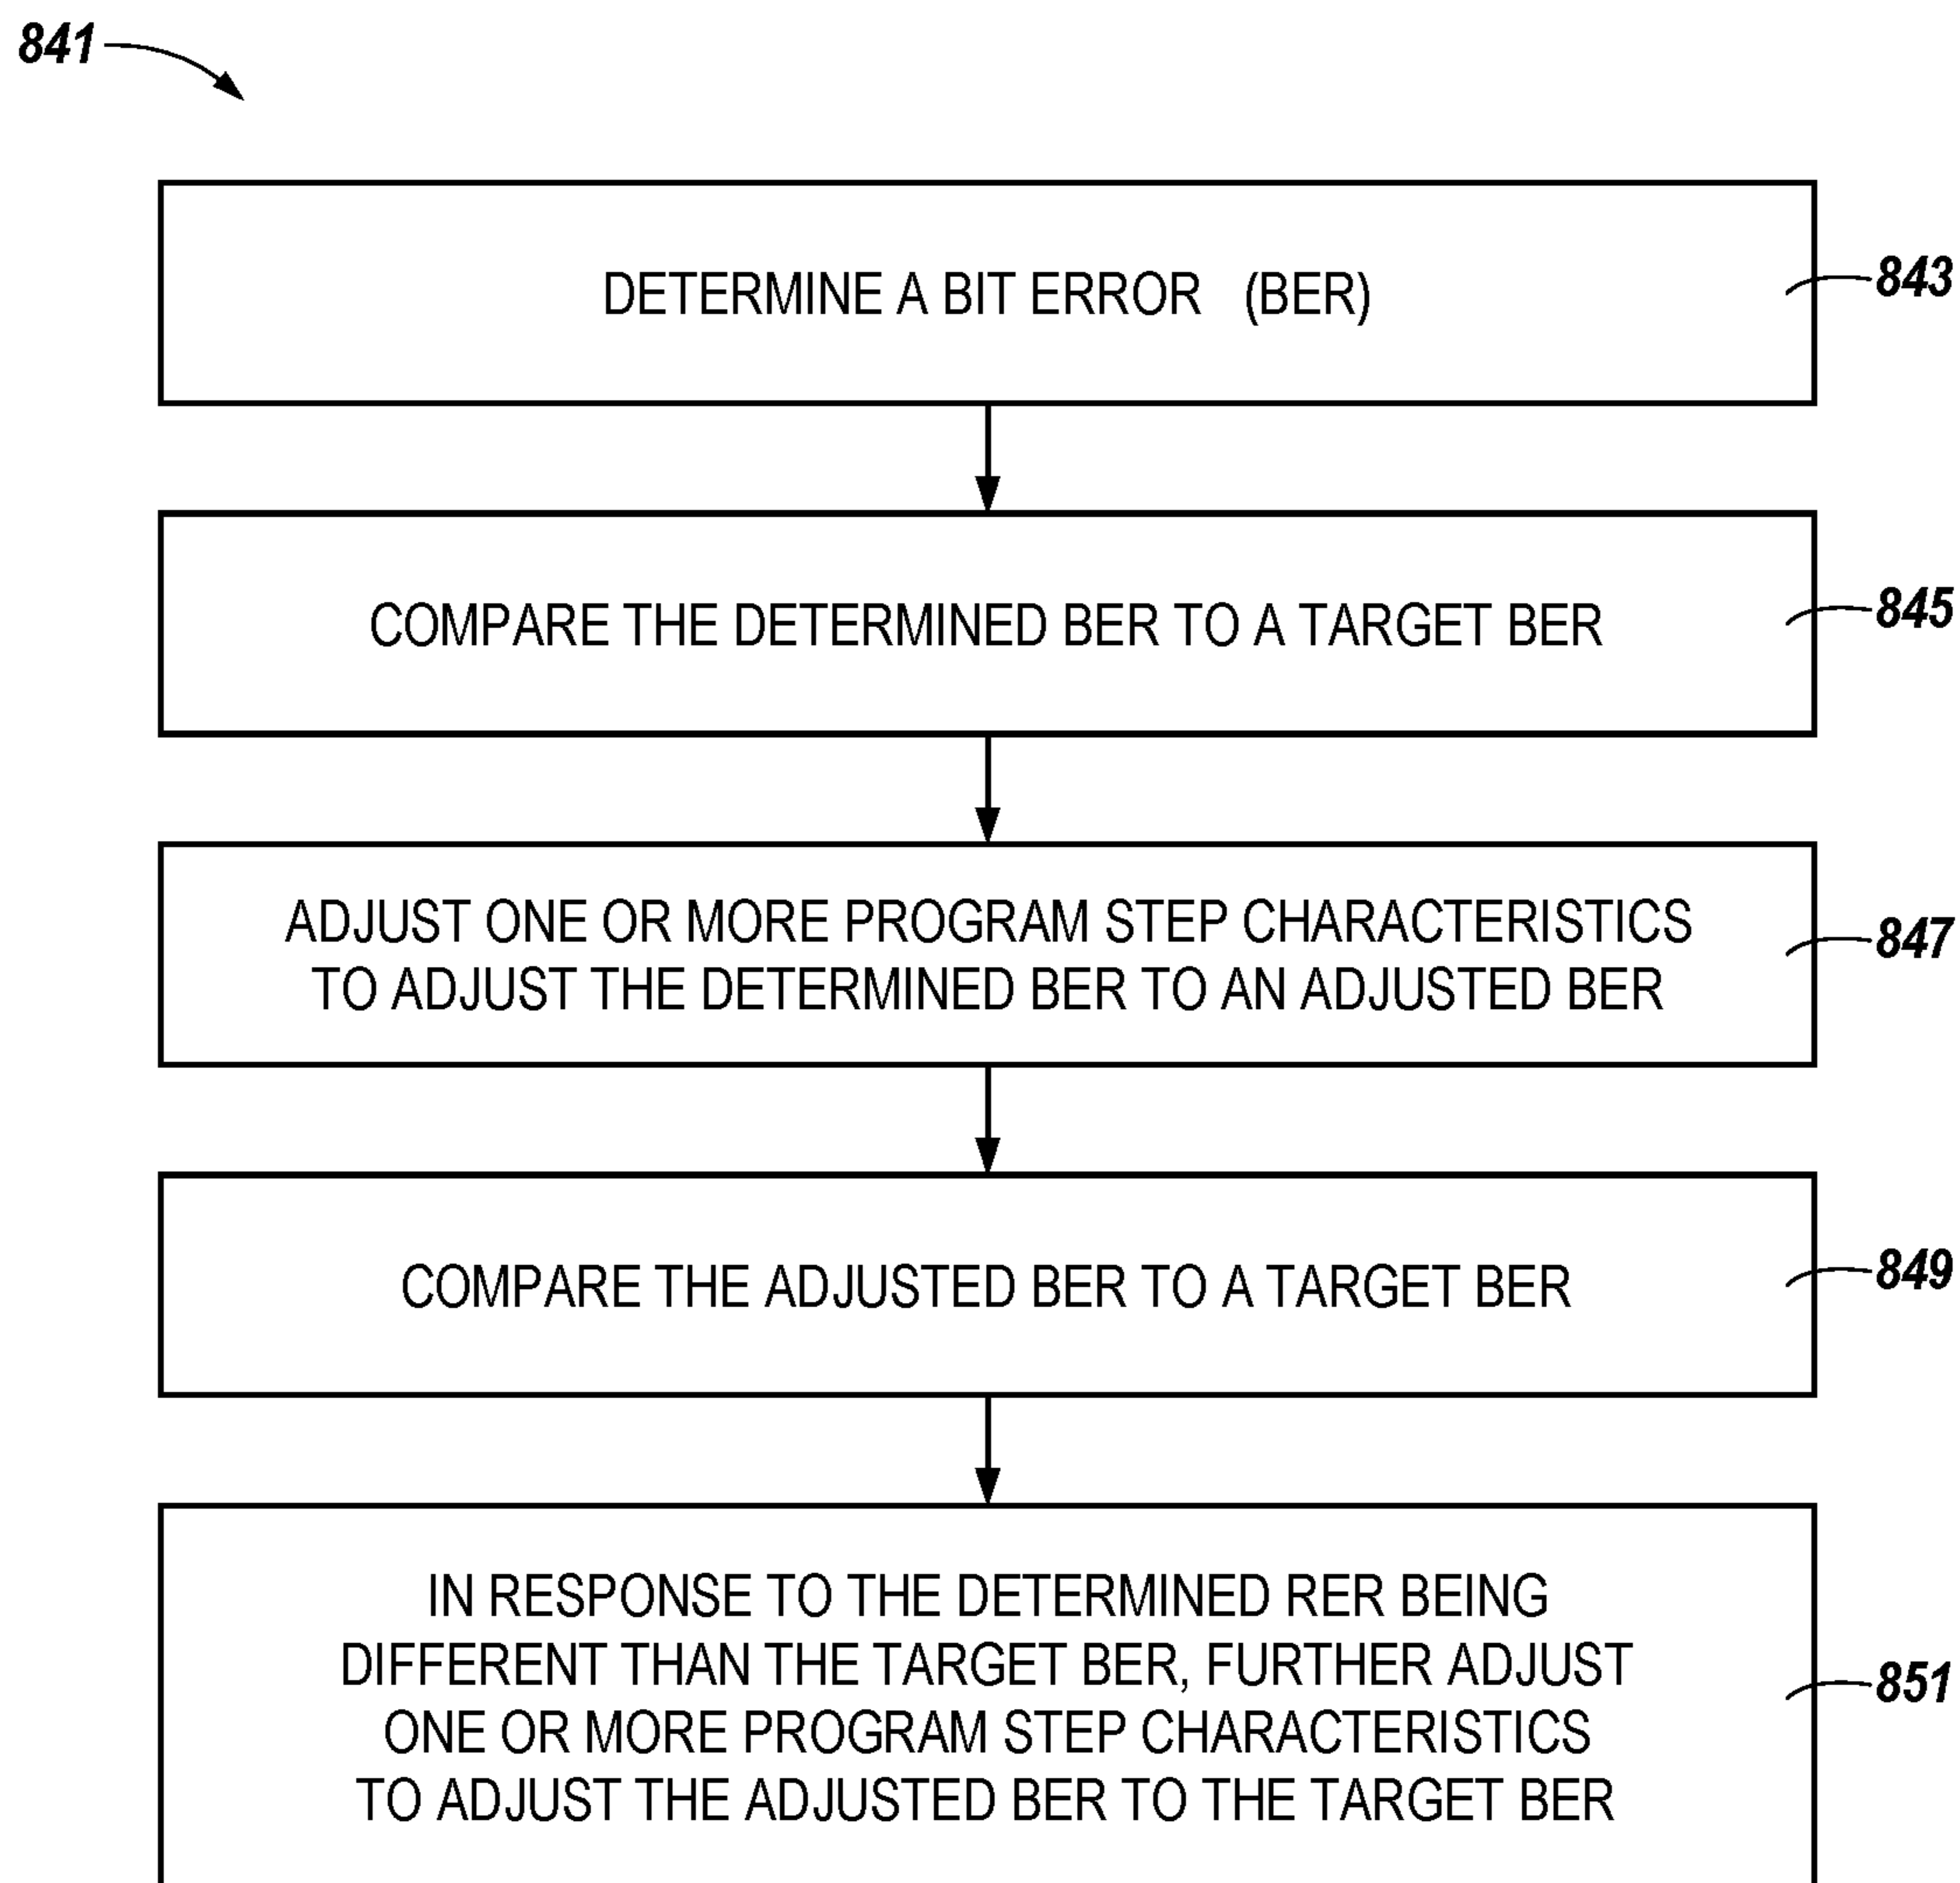 841
DETERMINE A BIT ERROR (BER)
843
COMPARE THE DETERMINED BER TO A TARGET BER
845
ADJUST ONE OR MORE PROGRAM STEP CHARACTERISTICS
TO ADJUST THE DETERMINED BER TO AN ADJUSTED BER
847
COMPARE THE ADJUSTED BER TO A TARGET BER
849
IN RESPONSE TO THE DETERMINED RER BEING
DIFFERENT THAN THE TARGET BER, FURTHER ADJUST
ONE OR MORE PROGRAM STEP CHARACTERISTICS
TO ADJUST THE ADJUSTED BER TO THE TARGET BER
851